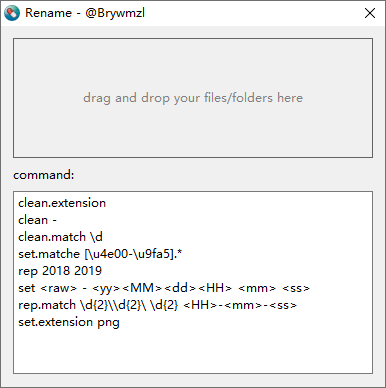 Rename - @Brywmzl
drag and drop your files/folders here
command:
clean.extension
clean -
clean.match \d
set.matche [\u4e00-\u9fa5].*
rep 2018 2019
set <raw> - <yy><MM><dd><HH> <mm> <ss>
rep.match \d{2}\\d{2}\ \d{2} <HH>-<mm>-<ss>
set.extension png